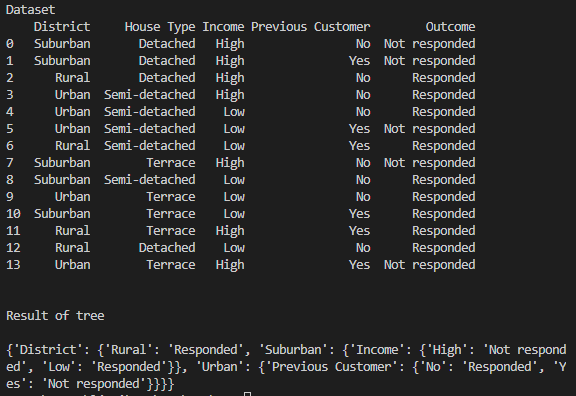 Dataset
District House Type Income Previous Customer Outcome
0 Suburban Detached High No Not responded
1 Suburban Detached High Yes Not responded
2 Rural Detached High No Responded
3 Urban Semi-detached High No Responded
4 Urban Semi-detached Low No Responded
5 Urban Semi-detached Low Yes Not responded
6 Rural Semi-detached Low Yes Responded
7 Suburban Terrace High No Not responded
8 Suburban Semi-detached Low No Responded
9 Urban Terrace Low No Responded
10 Suburban Terrace Low Yes Responded
11 Rural Terrace High Yes Responded
12 Rural Detached Low No Responded
13 Urban Terrace High Yes Not responded
Result of tree
{'District': {'Rural': 'Responded', 'Suburban': {'Income': {'High': 'Not respond
ed', 'Low': 'Responded'}}, 'Urban': {'Previous Customer': {'No': 'Responded', 'Y
es': 'Not responded'}}}}